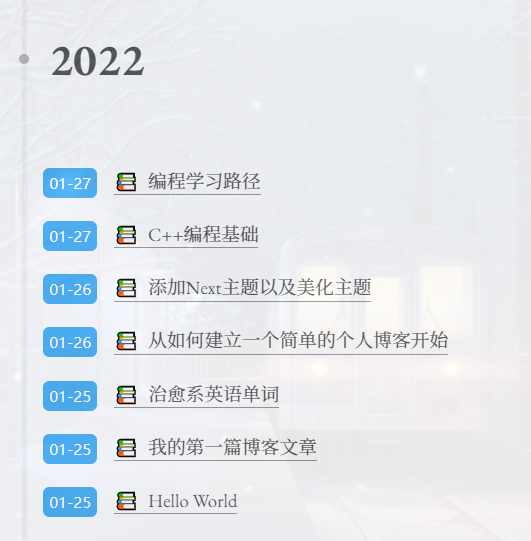 2022
01-27 编程学习路径
01-27 C++编程基础
01-26 添加Next主题以及美化主题
01-26 从如何建立一个简单的个人博客开始
01-25 治愈系英语单词
01-25 我的第一篇博客文章
01-25 Hello World